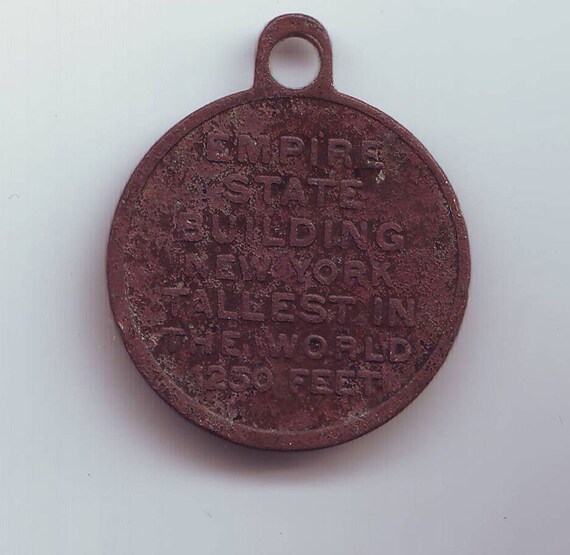 EMPIRE
STATE
BUILDING
NEW YORK
TALLEST IN
THE WORLD
1250 FEET